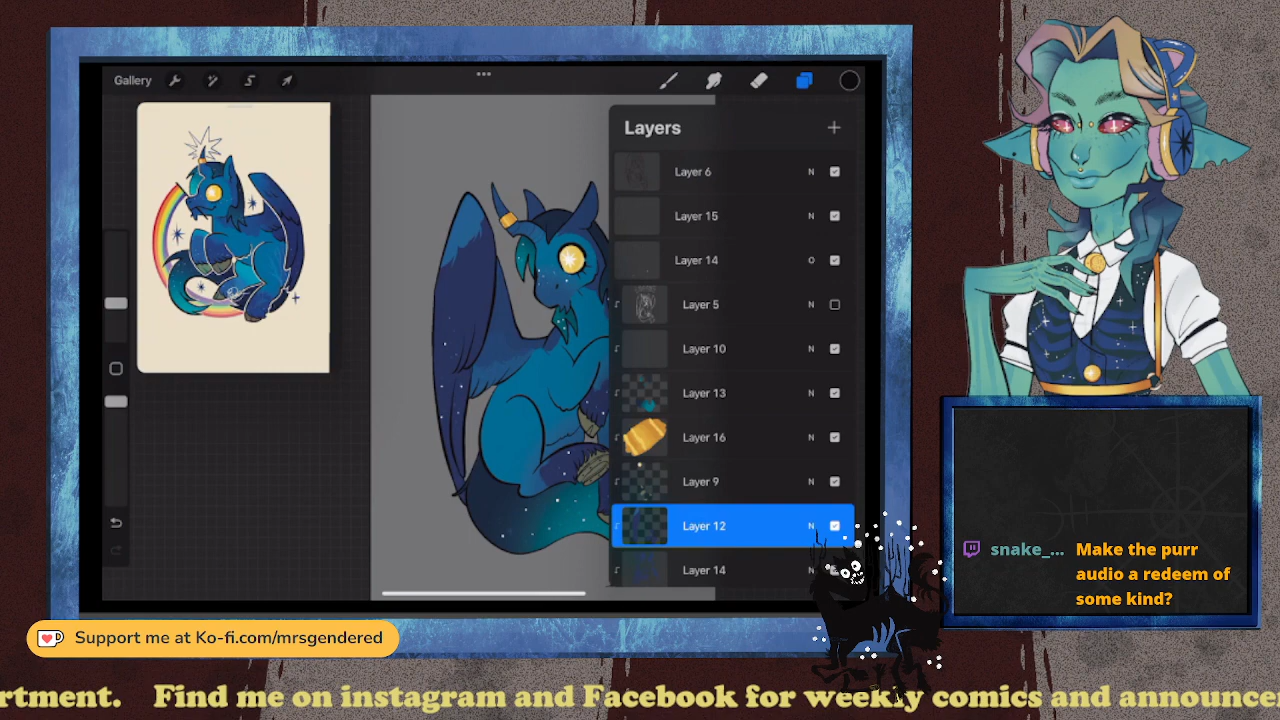 Gallery
Layers
Layer 6 N
Layer 15 N
Layer 14 O
Layer 5 N
Layer 10 N
Layer 13 N
Layer 16 N
Layer 9 N
Layer 12 N
Layer 14
snake_... Make the purr
audio a redeem of
some kind?
Support me at Ko-fi.com/mrsgendered
rtment. Find me on instagram and Facebook for weekly comics and announce